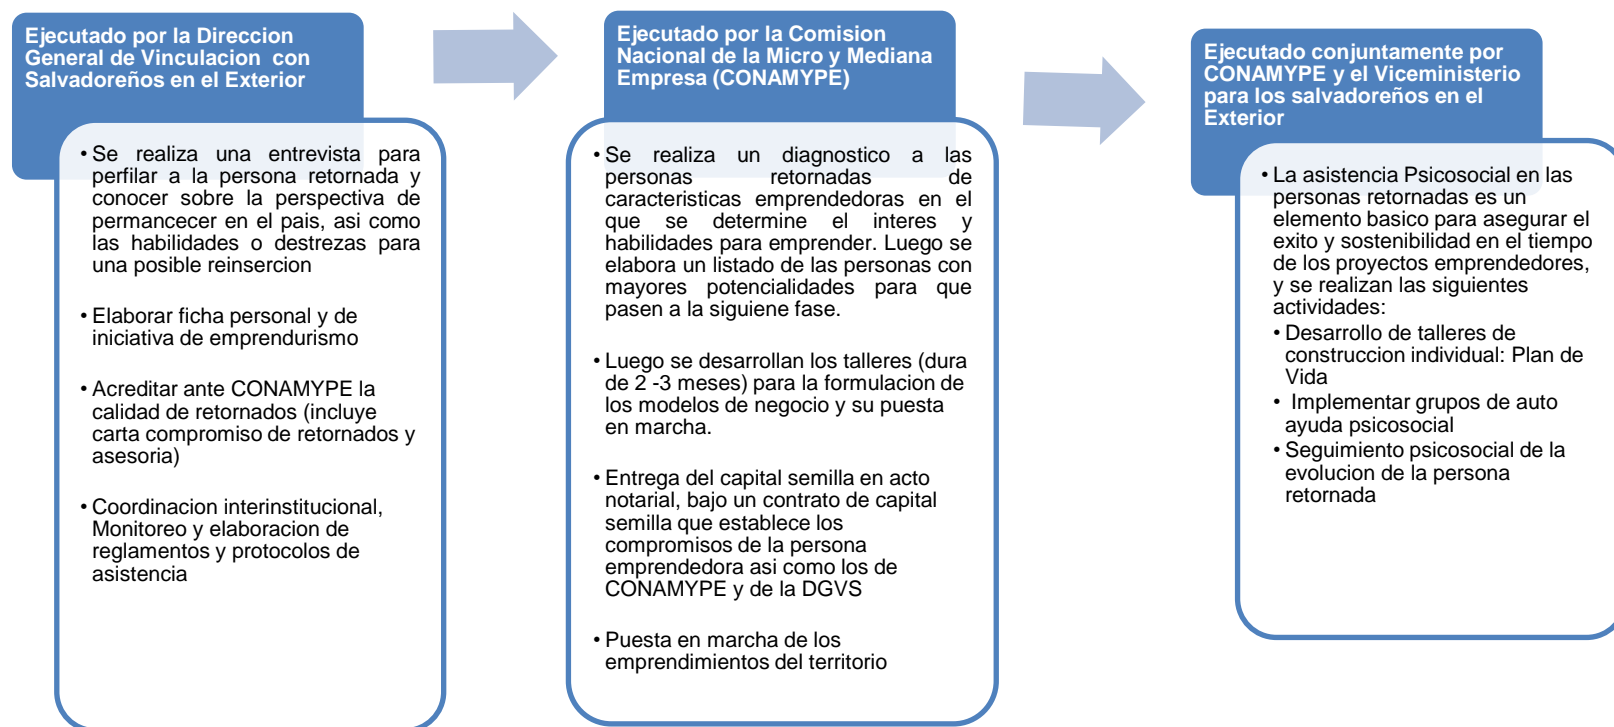 Ejecutado por la Direccion
General de Vinculacion con
Salvadoreños en el Exterior
• Se realiza una entrevista para
perfilar a la persona retornada y
conocer sobre la perspectiva de
permancecer en el pais, asi como
las habilidades o destrezas para
una posible reinsercion
• Elaborar ficha personal y de
iniciativa de emprendurismo
• Acreditar ante CONAMYPE la
calidad de retornados (incluye
carta compromiso de retornados y
asesoria)
• Coordinacion interinstitucional,
Monitoreo y elaboracion de
reglamentos y protocolos de
asistencia
Ejecutado por la Comision
Nacional de la Micro y Mediana
Empresa (CONAMYPE)
• Se realiza un diagnostico a las
personas retornadas de
caracteristicas emprendedoras en el
que se determine el interes y
habilidades para emprender. Luego se
elabora un listado de las personas con
mayores potencialidades para que
pasen a la siguiene fase.
• Luego se desarrollan los talleres (dura
de 2 -3 meses) para la formulacion de
los modelos de negocio y su puesta
en marcha.
• Entrega del capital semilla en acto
notarial, bajo un contrato de capital
semilla que establece los
compromisos de la persona
emprendedora asi como los de
CONAMYPE y de la DGVS
• Puesta en marcha de los
emprendimientos del territorio
Ejecutado conjuntamente por
CONAMYPE y el Viceministerio
para los salvadoreños en el
Exterior
• La asistencia Psicosocial en las
personas retornadas es un
elemento basico para asegurar el
exito y sostenibilidad en el tiempo
de los proyectos emprendedores,
y se realizan las siguientes
actividades:
• Desarrollo de talleres de
construccion individual: Plan de
Vida
• Implementar grupos de auto
ayuda psicosocial
• Seguimiento psicosocial de la
evolucion de la persona
retornada